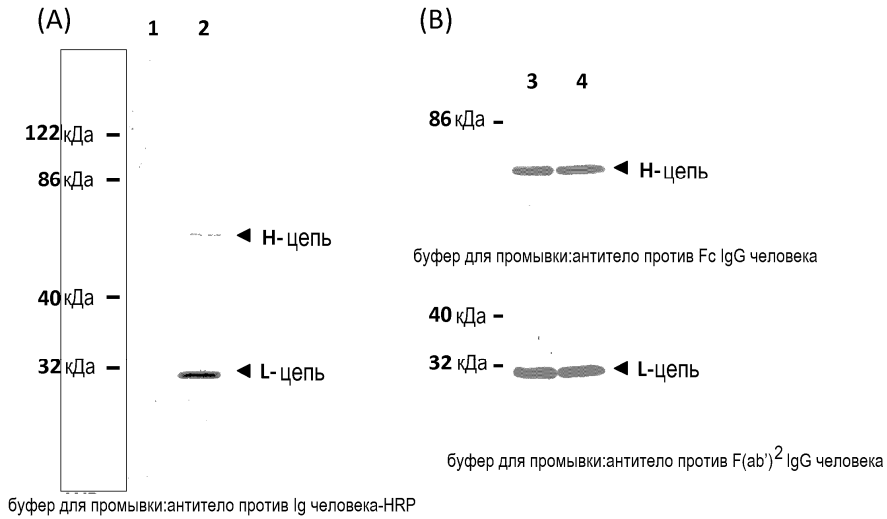 (A)
1 2
122 кДа
86 кДа
H-цепь
40 кДа
32 кДа
L-цепь
буфер для промывки:антитело против Ig человека-HRP
(B)
3 4
86 кДа
H-цепь
буфер для промывки:антитело против Fc IgG человека
40 кДа
32 кДа
L-цепь
буфер для промывки:антитело против F(ab’)2 IgG человека